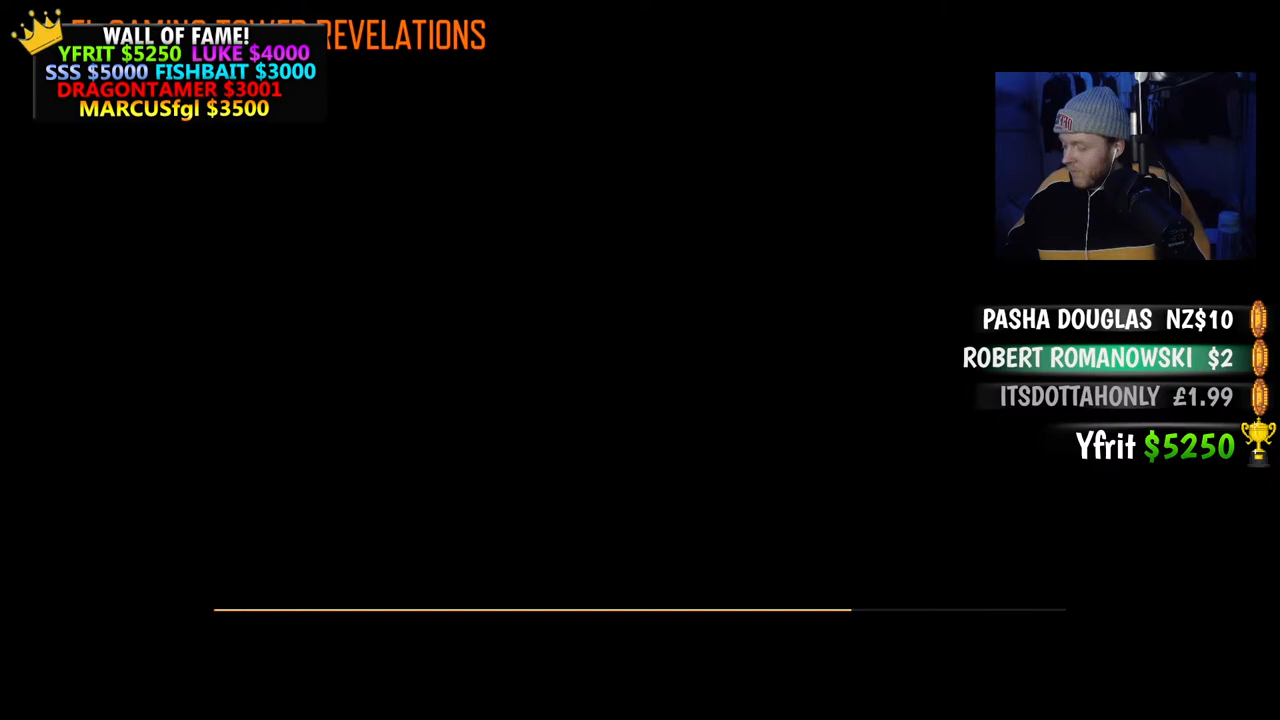 REVELATIONS
WALL OF FAME!
YFRIT $5250 LUKE $4000
SSS $5000 FISHBAIT $3000
DRAGONTAMER $3001
MARCUSfgl $3500
PASHA DOUGLAS NZ$10
ROBERT ROMANOWSKI $2
ITSDOTTAHONLY £1.99
Yfrit $5250